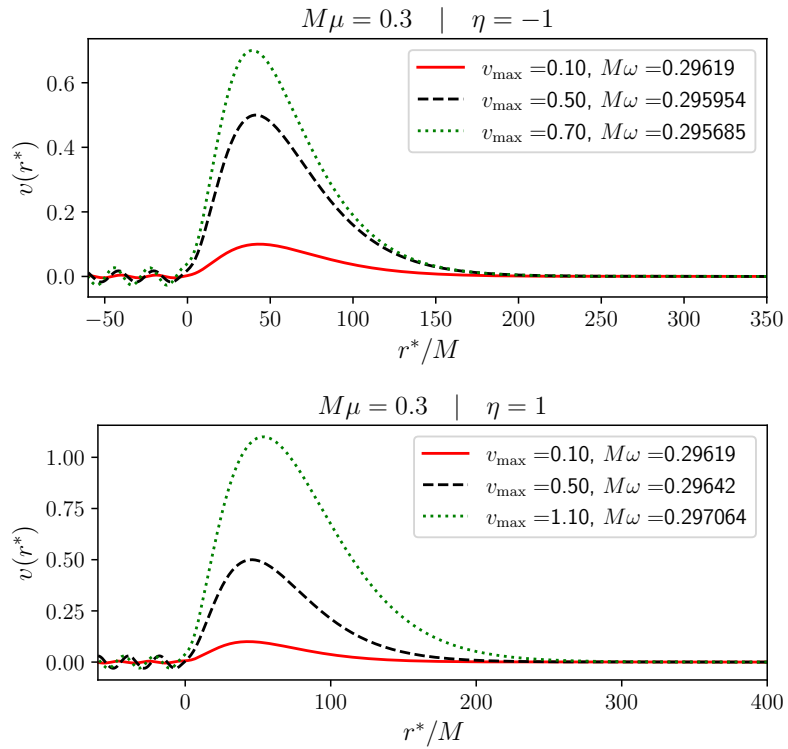 Mμ = 0.3 | η = −1
v_max =0.10, Mω =0.29619
v_max =0.50, Mω =0.295954
v_max =0.70, Mω =0.295685
v(r*)
0.6
0.4
0.2
0.0
−50 0 50 100 150 200 250 300 350
r*/M
Mμ = 0.3 | η = 1
v_max =0.10, Mω =0.29619
v_max =0.50, Mω =0.29642
v_max =1.10, Mω =0.297064
v(r*)
1.00
0.75
0.50
0.25
0.00
0 100 200 300 400
r*/M